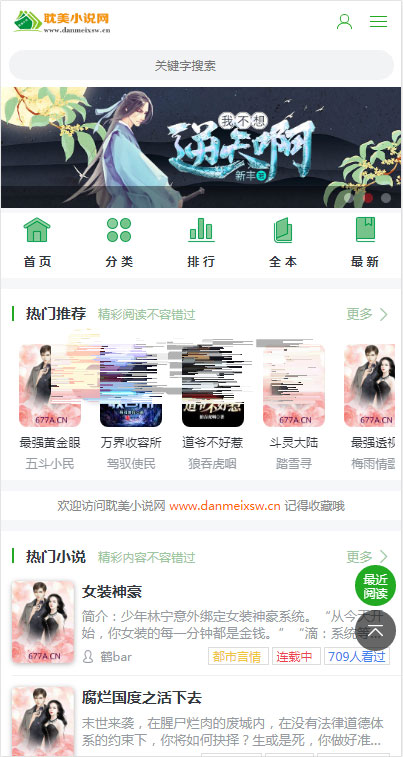 耽美小说网
www.danmeixsw.cn
关键字搜索
我不想
逆天啊
新丰
首页 分类 排行 全本 最新
热门推荐 精彩阅读不容错过 更多
677A.CN 677A.CN 677A.CN
最强黄金眼 万界收容所 道爷不好惹 斗灵大陆 最强透视
五斗小民 驾驭使民 狼吞虎咽 踏雪寻 梅雨情
欢迎访问耽美小说网 www.danmeixsw.cn 记得收藏哦
热门小说 精彩内容不容错过 更多
最近
阅读
女装神豪
简介：少年林宁意外绑定女装神豪系统。“从今天开
始，你女装的每一分钟都是金钱。”“滴：系统
677A.CN
鹤bar 都市言情 连载中 709人看过
腐烂国度之活下去
末世来袭，在腥尸烂肉的废城内，在没有法律道德体
系的约束下，你将如何抉择？生或是死，你做好准...